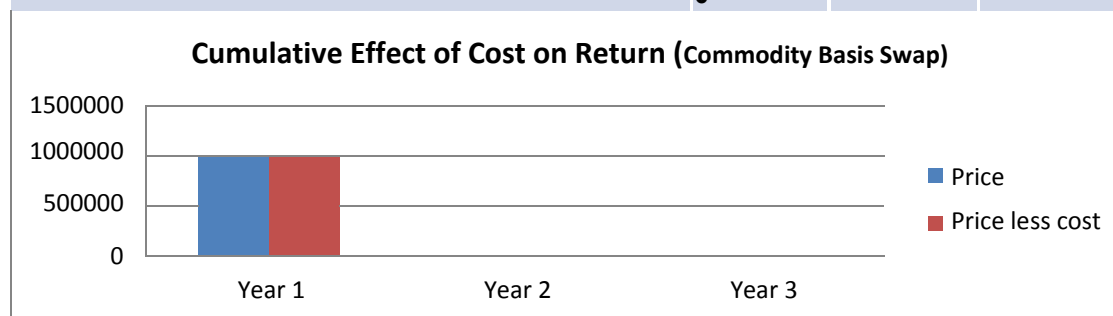 Cumulative Effect of Cost on Return (Commodity Basis Swap)
1500000
1000000
500000
0
Year 1 Year 2 Year 3
Price
Price less cost